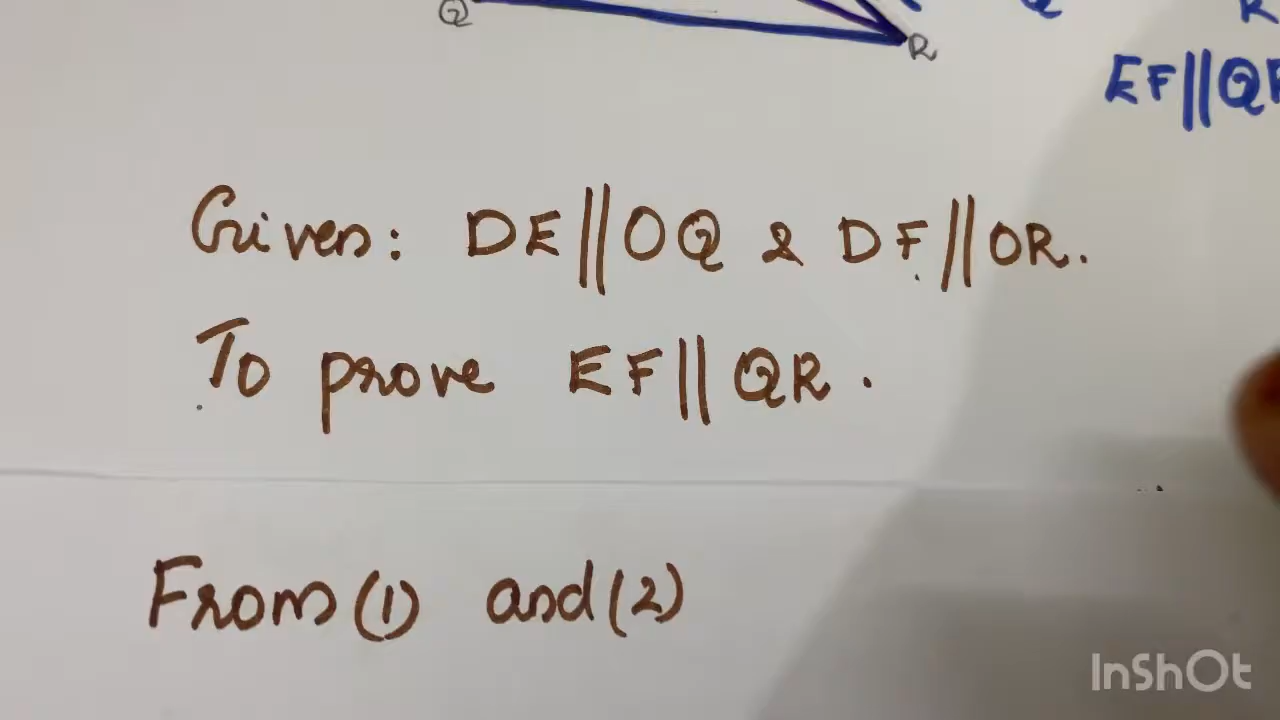 Q
Q
R
R
EF||QR
Given: DE||OQ & DF||OR.
To prove EF||QR.
From (1) and (2)
InShOt